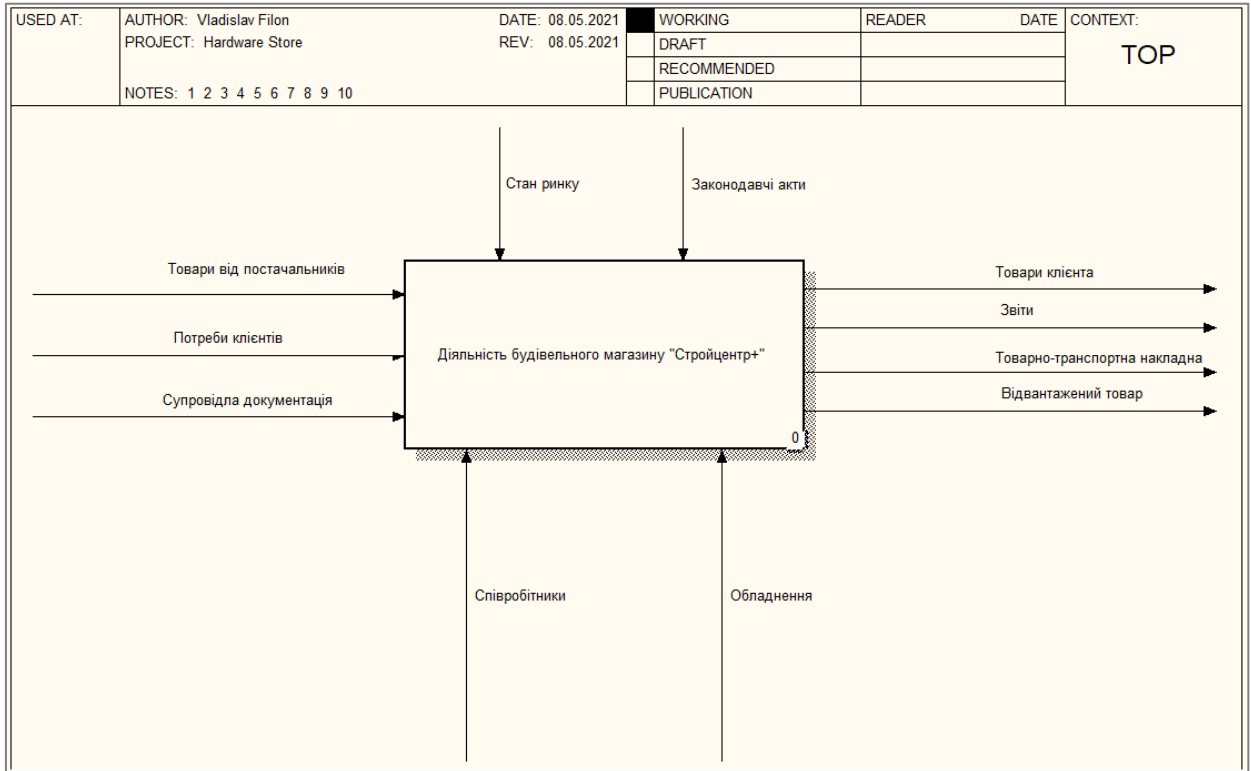 USED AT:
AUTHOR: Vladislav Filon
DATE: 08.05.2021
PROJECT: Hardware Store
REV: 08.05.2021
NOTES: 1 2 3 4 5 6 7 8 9 10
WORKING
DRAFT
RECOMMENDED
PUBLICATION
READER
DATE
CONTEXT:
TOP
Стан ринку
Законодавчі акти
Товари від постачальників
Потреби клієнтів
Супровідла документація
Діяльність будівельного магазину "Стройцентр+"
0
Товари клієнта
Звіти
Товарно-транспортна накладна
Відвантажений товар
Співробітники
Обладнення